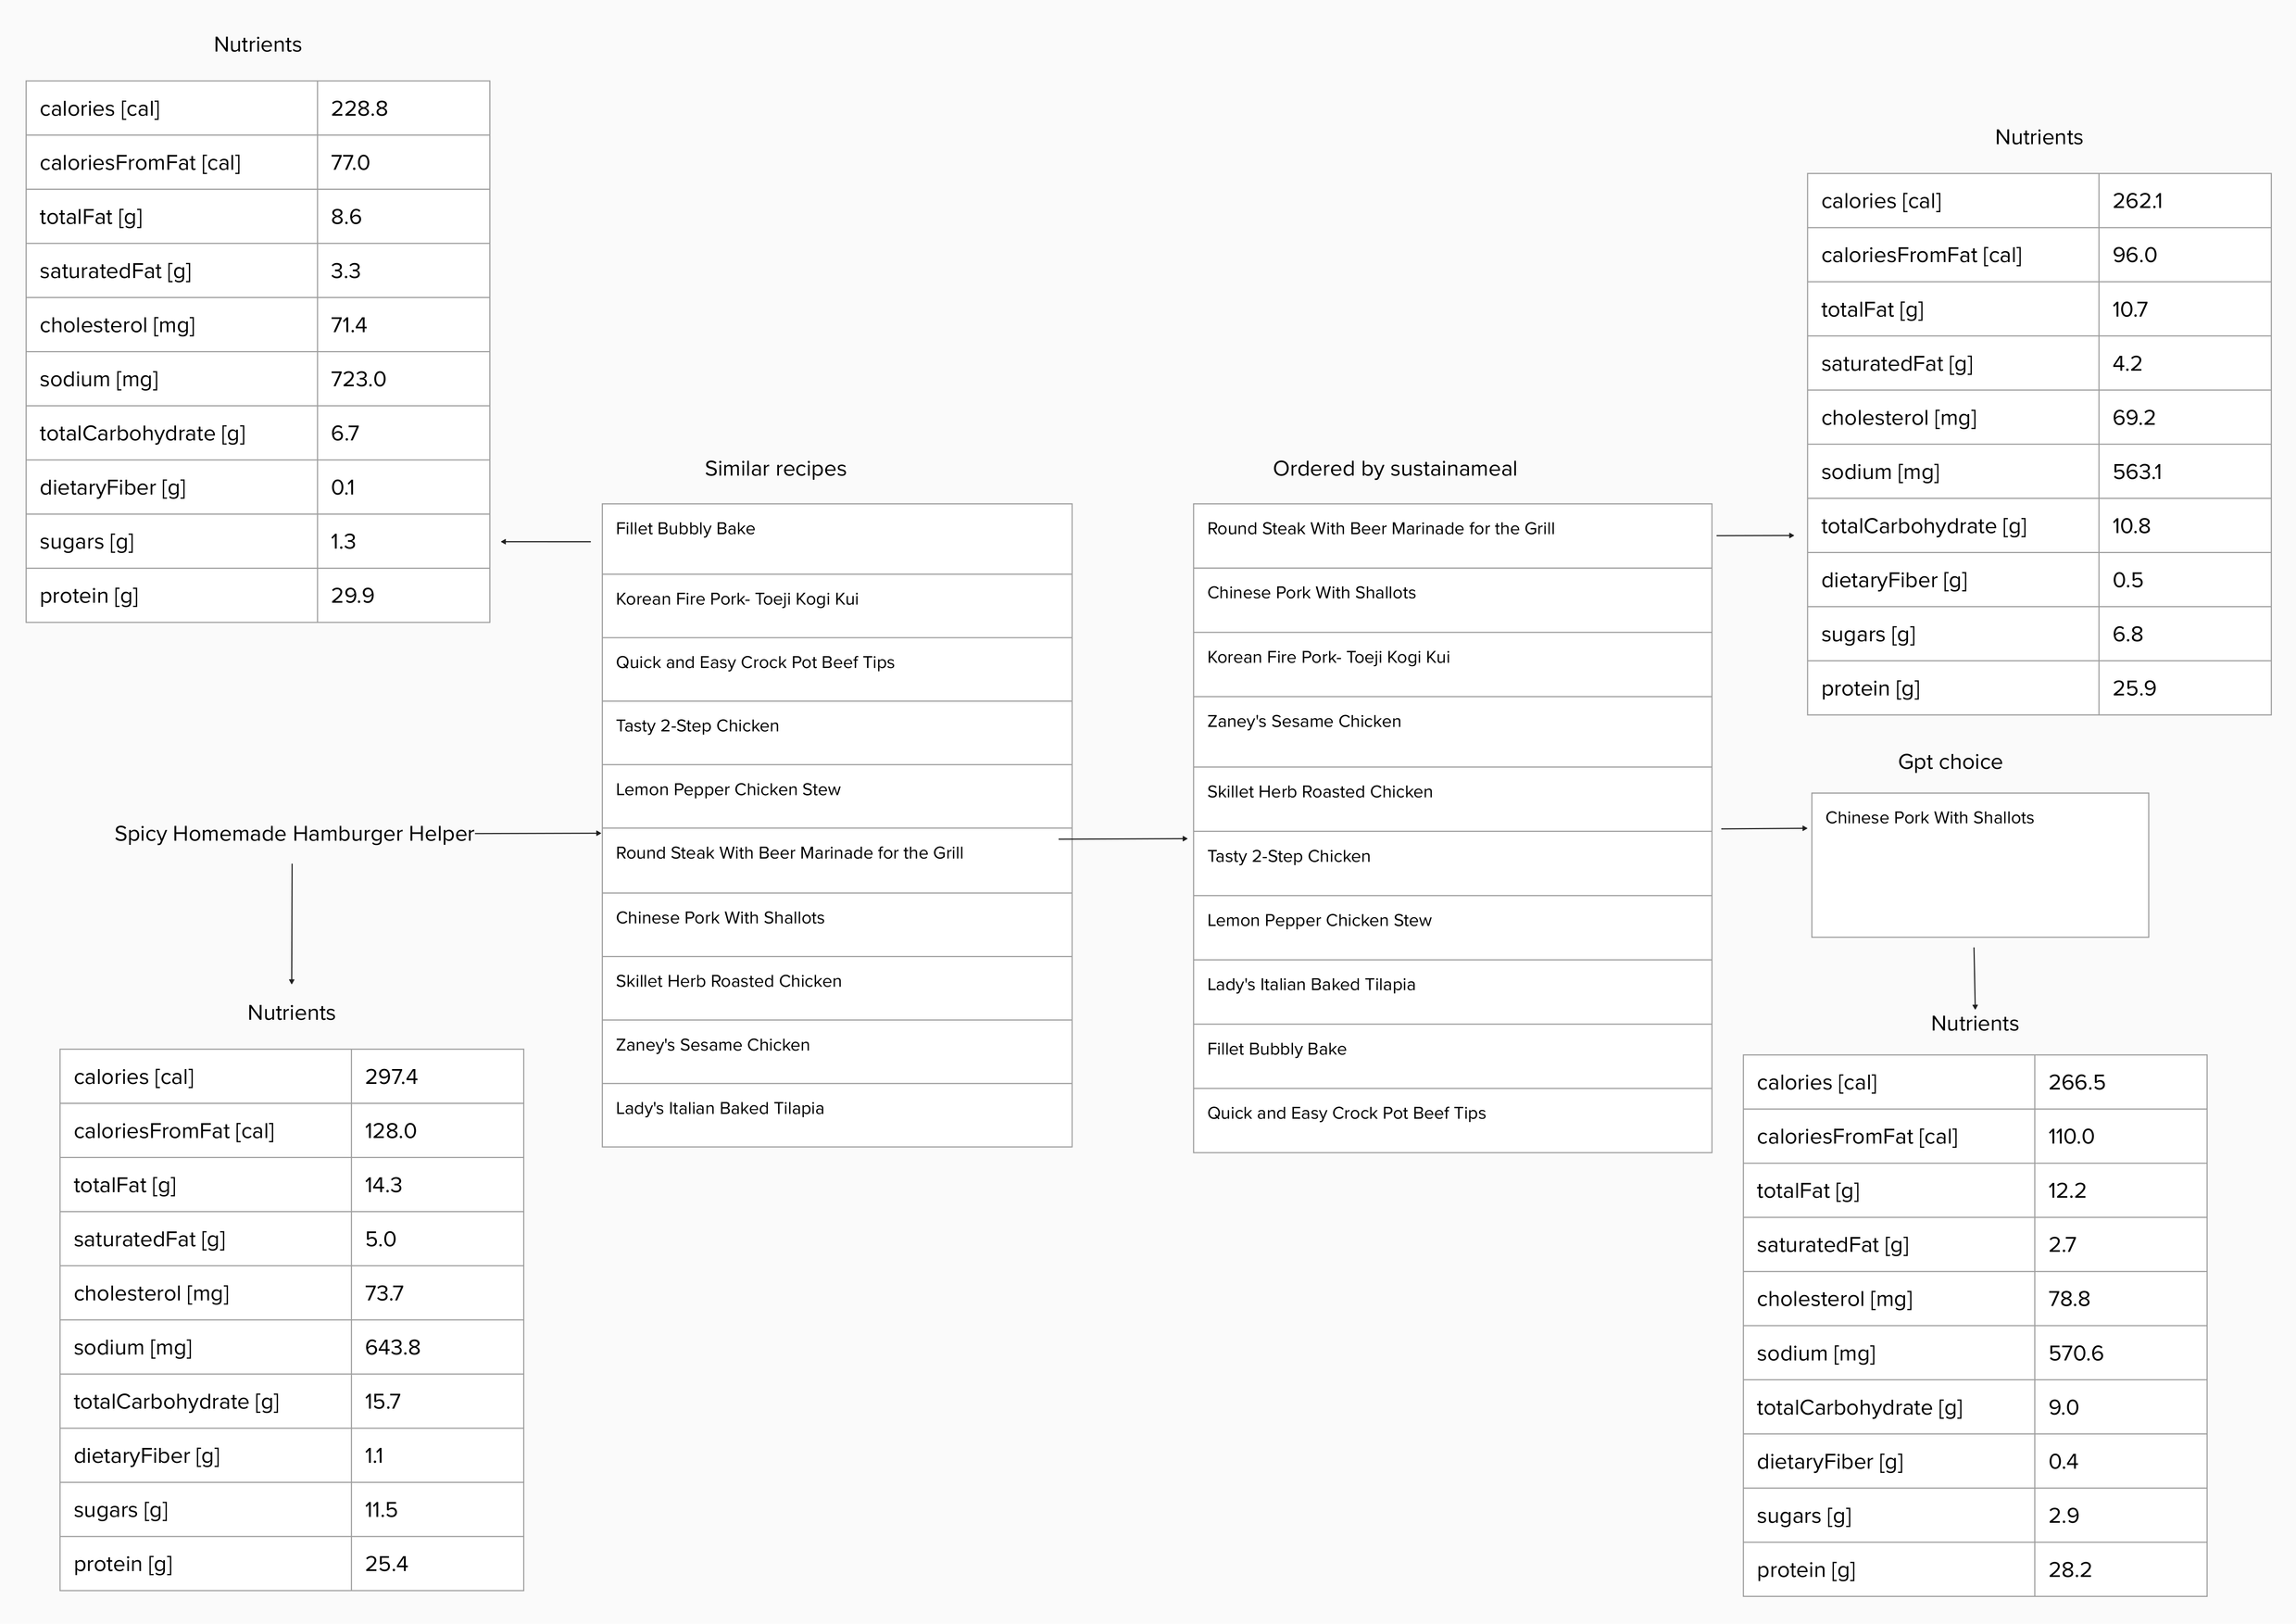 Nutrients
calories [cal] 228.8
caloriesFromFat [cal] 77.0
totalFat [g] 8.6
saturatedFat [g] 3.3
cholesterol [mg] 71.4
sodium [mg] 723.0
totalCarbohydrate [g] 6.7
dietaryFiber [g] 0.1
sugars [g] 1.3
protein [g] 29.9
Spicy Homemade Hamburger Helper
Nutrients
calories [cal] 297.4
caloriesFromFat [cal] 128.0
totalFat [g] 14.3
saturatedFat [g] 5.0
cholesterol [mg] 73.7
sodium [mg] 643.8
totalCarbohydrate [g] 15.7
dietaryFiber [g] 1.1
sugars [g] 11.5
protein [g] 25.4
Similar recipes
Fillet Bubbly Bake
Korean Fire Pork- Toeji Kogi Kui
Quick and Easy Crock Pot Beef Tips
Tasty 2-Step Chicken
Lemon Pepper Chicken Stew
Round Steak With Beer Marinade for the Grill
Chinese Pork With Shallots
Skillet Herb Roasted Chicken
Zaney's Sesame Chicken
Lady's Italian Baked Tilapia
Ordered by sustainameal
Round Steak With Beer Marinade for the Grill
Chinese Pork With Shallots
Korean Fire Pork- Toeji Kogi Kui
Zaney's Sesame Chicken
Skillet Herb Roasted Chicken
Tasty 2-Step Chicken
Lemon Pepper Chicken Stew
Lady's Italian Baked Tilapia
Fillet Bubbly Bake
Quick and Easy Crock Pot Beef Tips
Nutrients
calories [cal] 262.1
caloriesFromFat [cal] 96.0
totalFat [g] 10.7
saturatedFat [g] 4.2
cholesterol [mg] 69.2
sodium [mg] 563.1
totalCarbohydrate [g] 10.8
dietaryFiber [g] 0.5
sugars [g] 6.8
protein [g] 25.9
Gpt choice
Chinese Pork With Shallots
Nutrients
calories [cal] 266.5
caloriesFromFat [cal] 110.0
totalFat [g] 12.2
saturatedFat [g] 2.7
cholesterol [mg] 78.8
sodium [mg] 570.6
totalCarbohydrate [g] 9.0
dietaryFiber [g] 0.4
sugars [g] 2.9
protein [g] 28.2